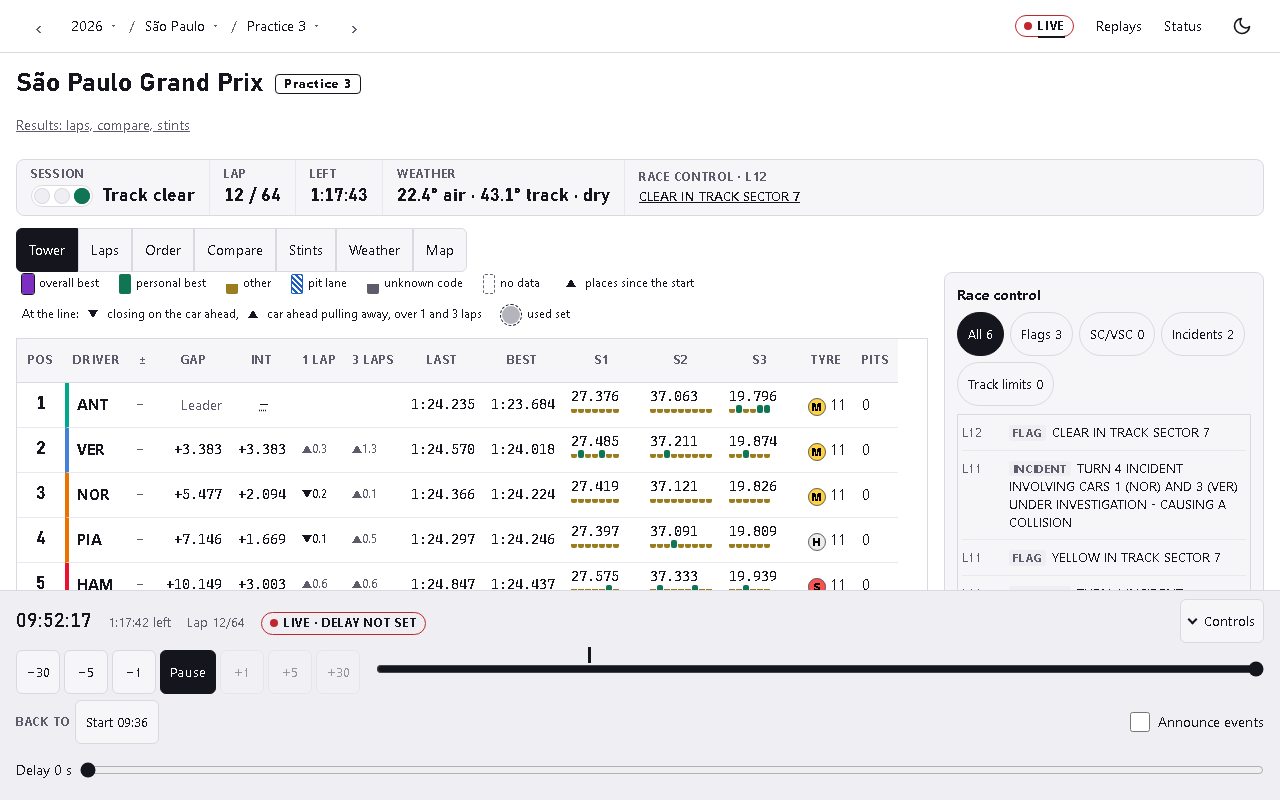 ‹ 2026 / São Paulo / Practice 3 › LIVE Replays Status
São Paulo Grand Prix Practice 3
Results: laps, compare, stints
SESSION LAP LEFT WEATHER RACE CONTROL · L12
Track clear 12 / 64 1:17:43 22.4° air · 43.1° track · dry CLEAR IN TRACK SECTOR 7
Tower Laps Order Compare Stints Weather Map
overall best personal best other pit lane unknown code no data ▲ places since the start
At the line: ▼ closing on the car ahead, ▲ car ahead pulling away, over 1 and 3 laps used set
POS DRIVER ± GAP INT 1 LAP 3 LAPS LAST BEST S1 S2 S3 TYRE PITS
1 ANT – Leader — 1:24.235 1:23.684 27.376 37.063 19.796 M 11 0
2 VER – +3.383 +3.383 ▲0.3 ▲1.3 1:24.570 1:24.018 27.485 37.211 19.874 M 11 0
3 NOR – +5.477 +2.094 ▼0.2 ▲0.1 1:24.366 1:24.224 27.419 37.121 19.826 M 11 0
4 PIA – +7.146 +1.669 ▼0.1 ▲0.5 1:24.297 1:24.246 27.397 37.091 19.809 H 11 0
5 HAM – +10.149 +3.003 ▲0.6 ▲0.6 1:24.847 1:24.437 27.575 37.333 19.939 S 11 0
Race control
All 6 Flags 3 SC/VSC 0 Incidents 2
Track limits 0
L12 FLAG CLEAR IN TRACK SECTOR 7
L11 INCIDENT TURN 4 INCIDENT
INVOLVING CARS 1 (NOR) AND 3 (VER)
UNDER INVESTIGATION - CAUSING A
COLLISION
L11 FLAG YELLOW IN TRACK SECTOR 7
09:52:17 1:17:42 left Lap 12/64 LIVE · DELAY NOT SET Controls
−30 −5 −1 Pause +1 +5 +30
BACK TO Start 09:36 Announce events
Delay 0 s